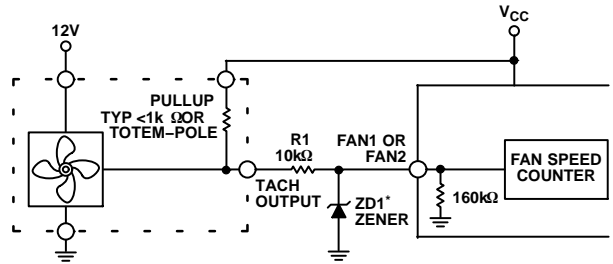 12V
VCC
PULLUP
TYP <1k ΩOR
TOTEM–POLE
R1
10kΩ
FAN1 OR
FAN2
FAN SPEED
COUNTER
TACH
OUTPUT
ZD1*
ZENER
160kΩ